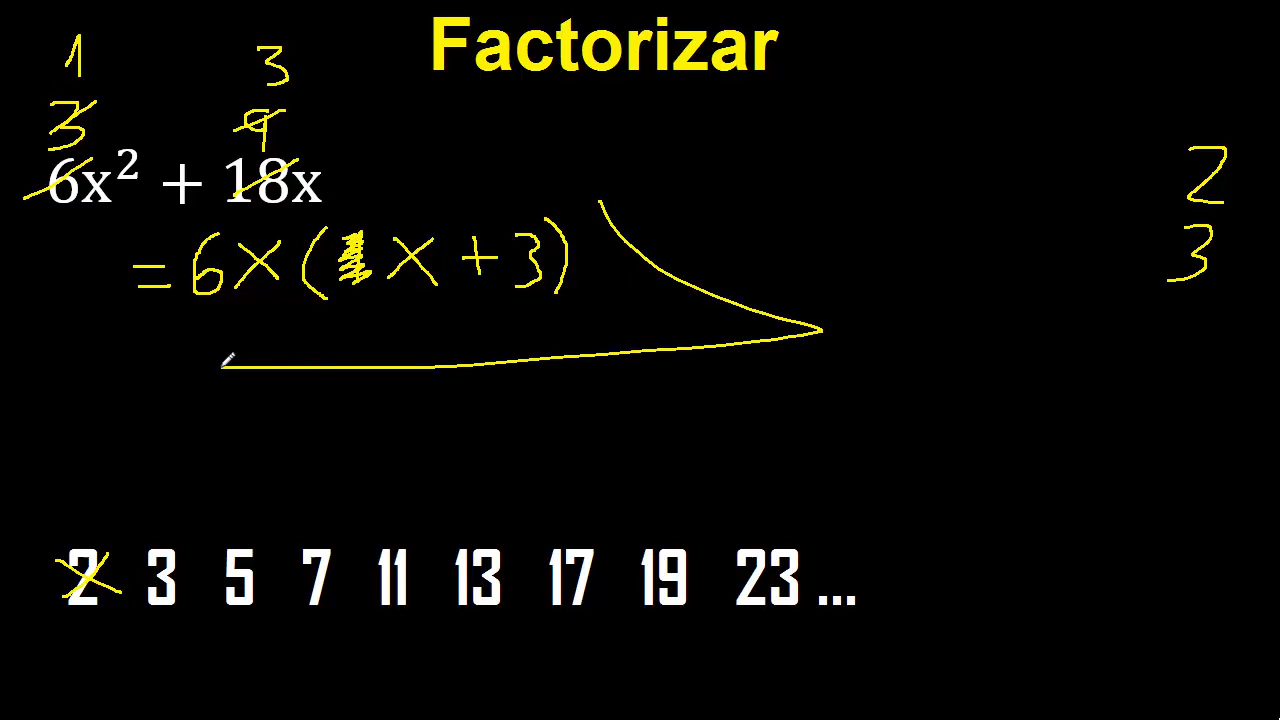 Factorizar
1 3
3 9
6x² + 18x
= 6x(x + 3)
2
3
2 3 5 7 11 13 17 19 23 ...